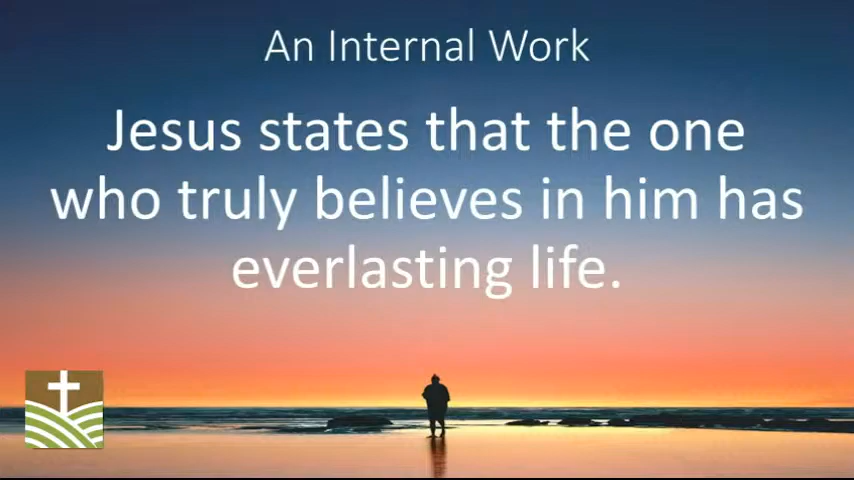 An Internal Work
Jesus states that the one
who truly believes in him has
everlasting life.